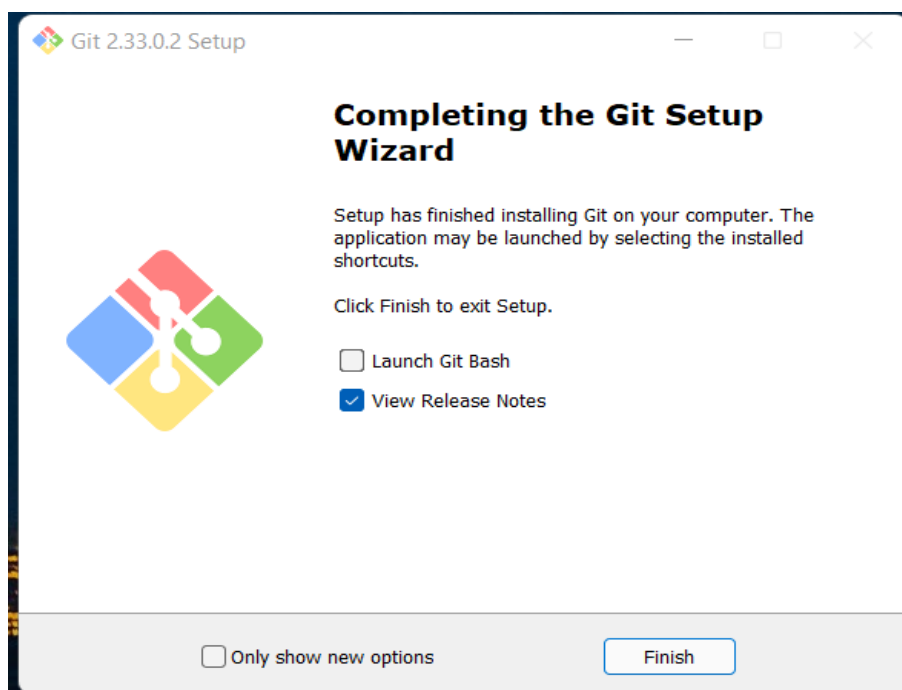 Git 2.33.0.2 Setup
Completing the Git Setup
Wizard
Setup has finished installing Git on your computer. The
application may be launched by selecting the installed
shortcuts.
Click Finish to exit Setup.
Launch Git Bash
View Release Notes
Only show new options
Finish